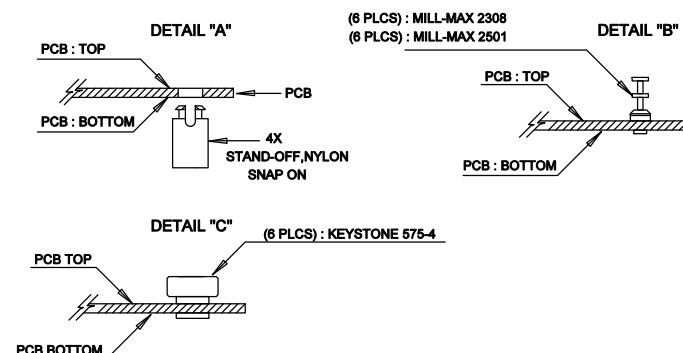 DETAIL "A"
PCB : TOP
PCB
PCB : BOTTOM
4X
STAND-OFF,NYLON
SNAP ON
(6 PLCS) : MILL-MAX 2308
(6 PLCS) : MILL-MAX 2501
DETAIL "B"
PCB : TOP
PCB : BOTTOM
DETAIL "C"
(6 PLCS) : KEYSTONE 575-4
PCB TOP
PCB BOTTOM